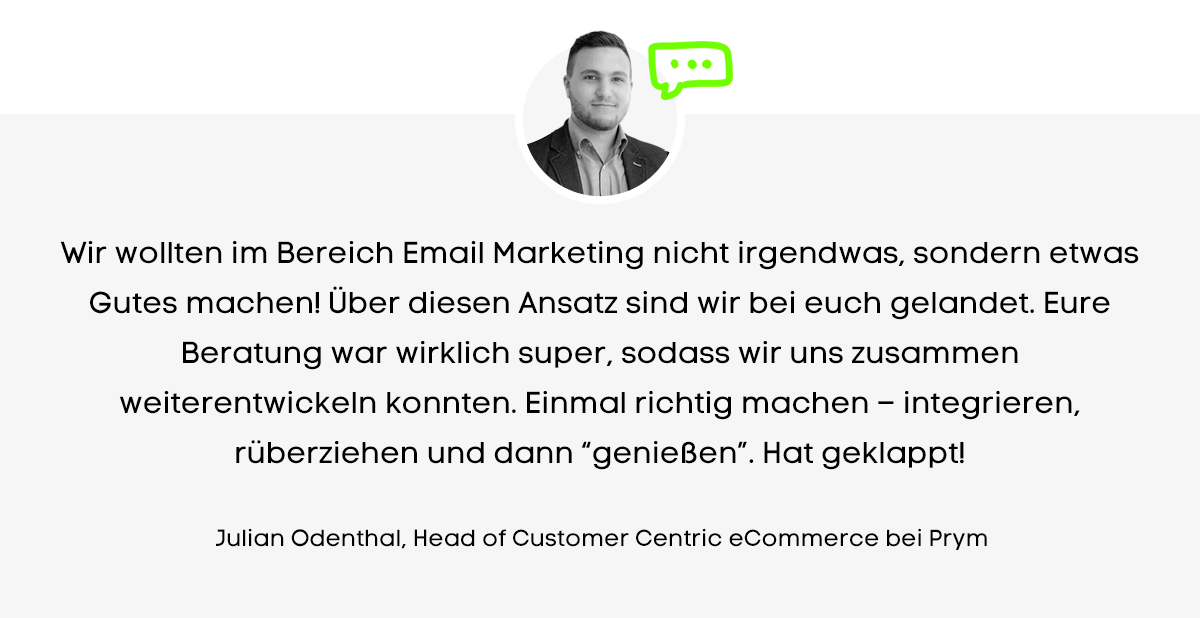 Wir wollten im Bereich Email Marketing nicht irgendwas, sondern etwas
Gutes machen! Über diesen Ansatz sind wir bei euch gelandet. Eure
Beratung war wirklich super, sodass wir uns zusammen
weiterentwickeln konnten. Einmal richtig machen – integrieren,
rüberziehen und dann “genießen”. Hat geklappt!
Julian Odenthal, Head of Customer Centric eCommerce bei Prym